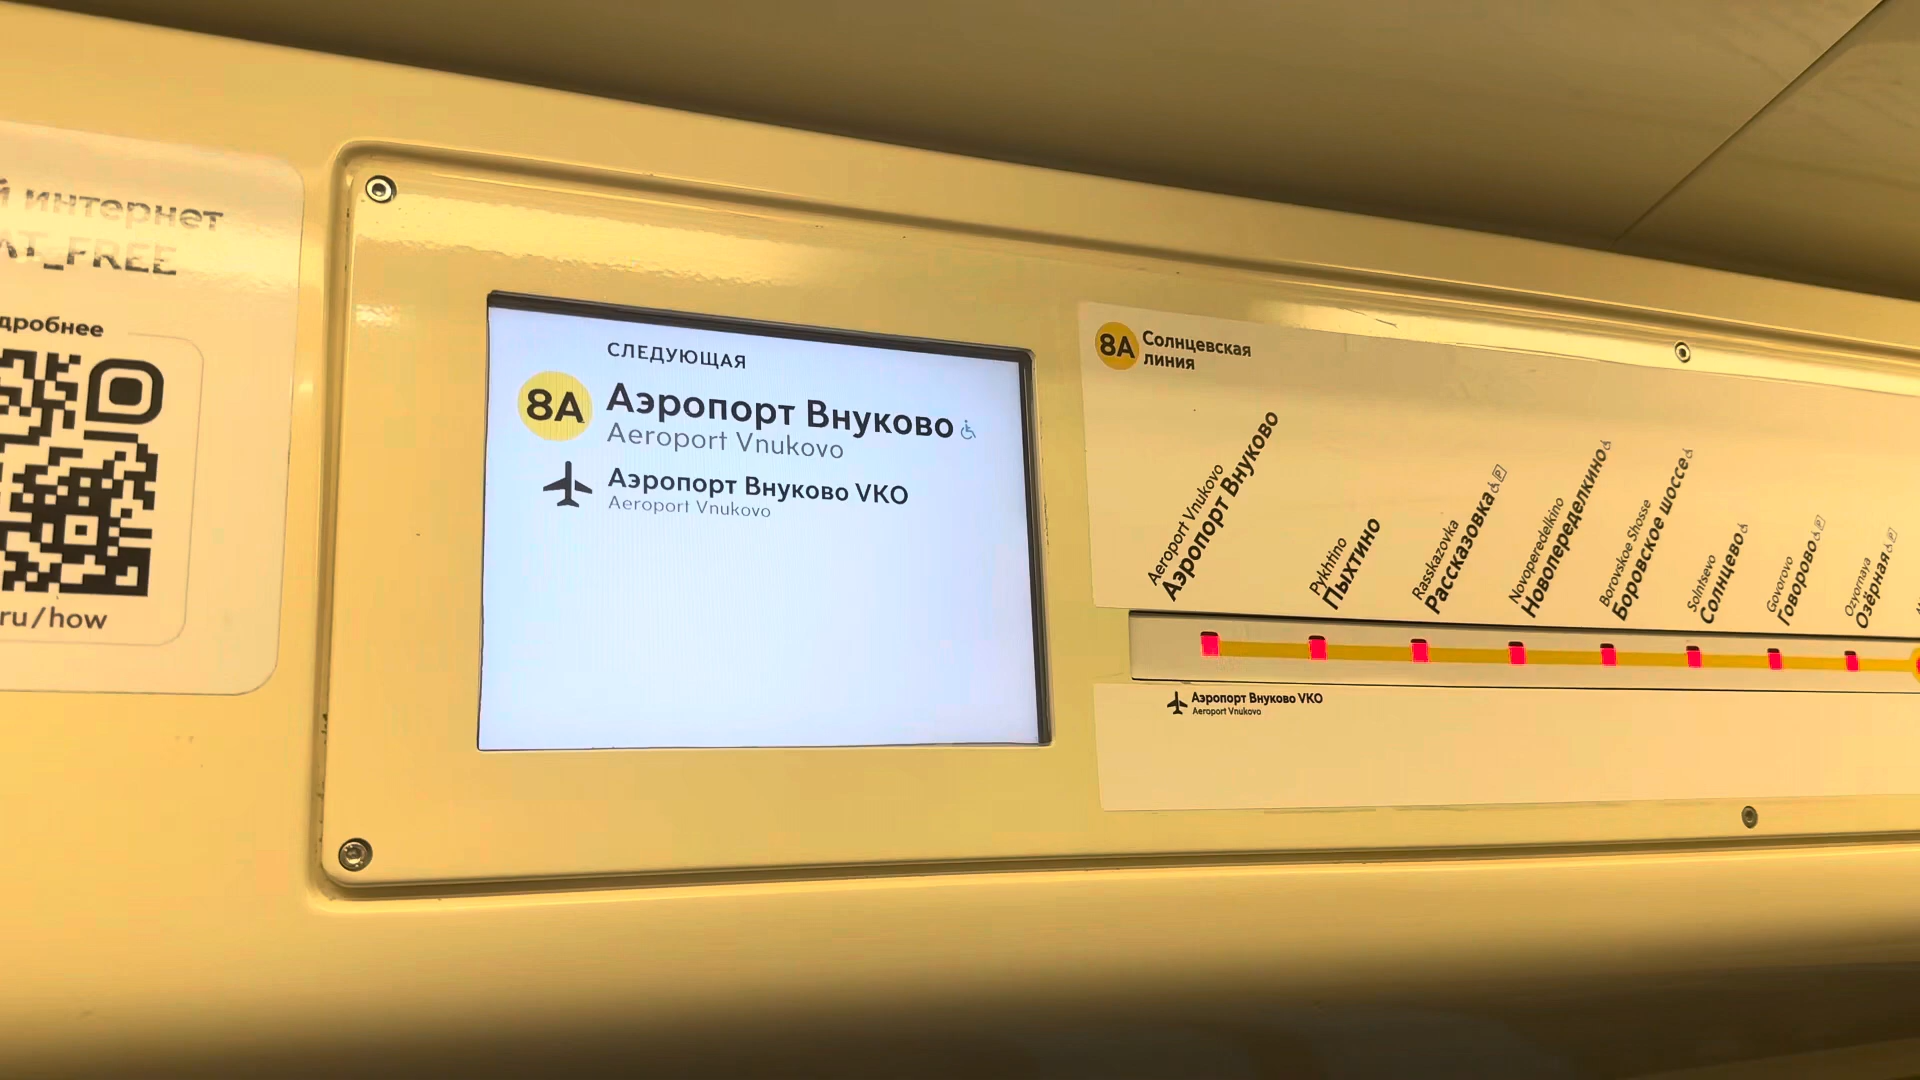 интернет
AT_FREE
дробнее
ru/how
СЛЕДУЮЩАЯ
8А
Аэропорт Внуково
Aeroport Vnukovo
Аэропорт Внуково VKO
Aeroport Vnukovo
8А
Солнцевская
линия
Aeroport Vnukovo
Аэропорт Внуково
Pykhtino
Пыхтино
Rasskazovka
Рассказовка
Novoperedelkino
Новопеределкино
Borovskoe Shosse
Боровское шоссе
Solntsevo
Солнцево
Govorovo
Говорово
Ozyornaya
Озёрная
Аэропорт Внуково VKO
Aeroport Vnukovo